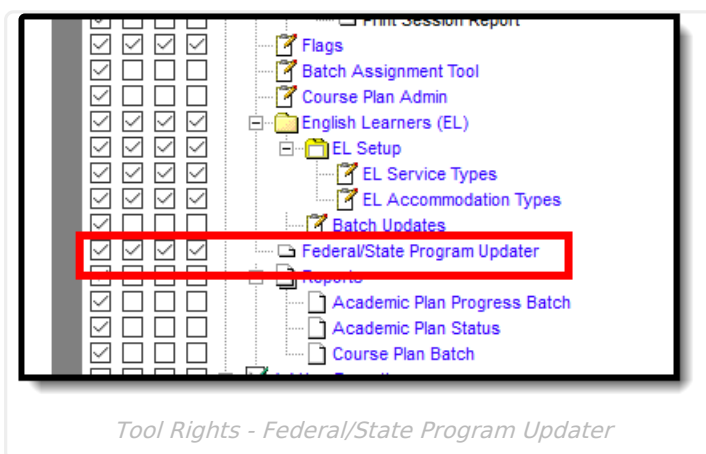 Print Session Report
Flags
Batch Assignment Tool
Course Plan Admin
English Learners (EL)
EL Setup
EL Service Types
EL Accommodation Types
Batch Updates
Federal/State Program Updater
Reports
Academic Plan Progress Batch
Academic Plan Status
Course Plan Batch
Tool Rights - Federal/State Program Updater